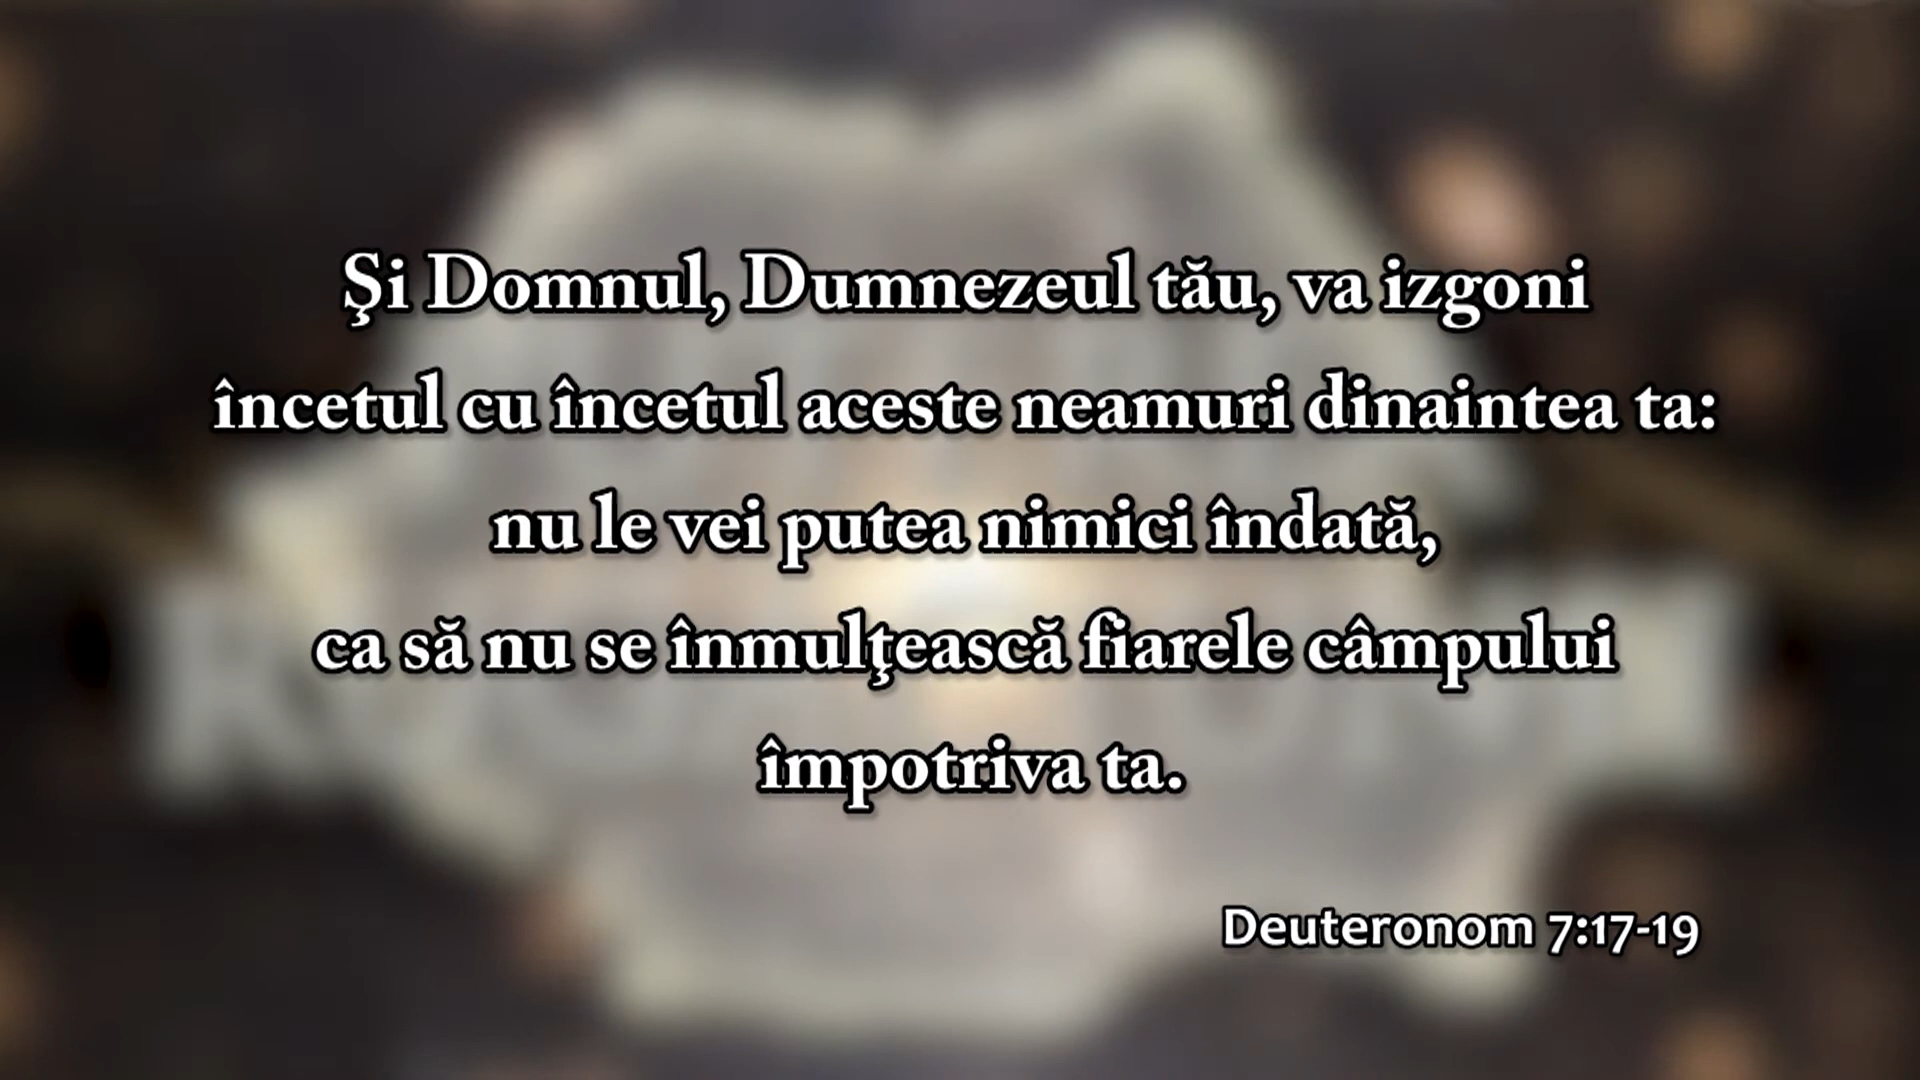 Şi Domnul, Dumnezeul tău, va izgoni
încetul cu încetul aceste neamuri dinaintea ta:
nu le vei putea nimici îndată,
ca să nu se înmulţească fiarele câmpului
împotriva ta.
Deuteronom 7:17-19